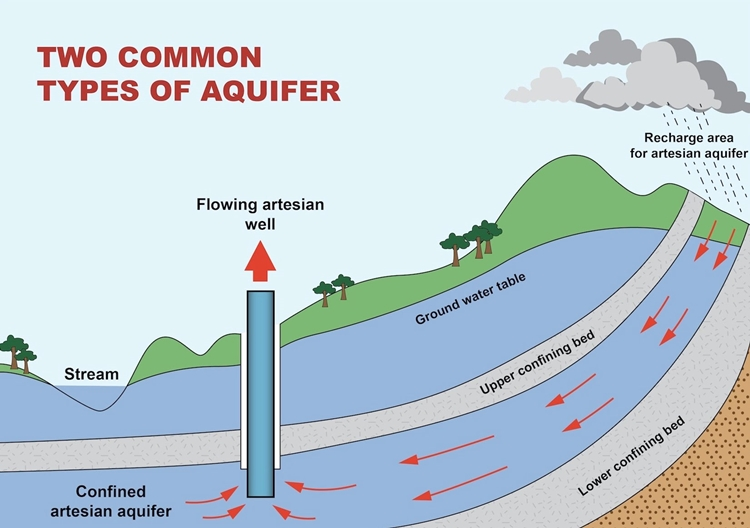 TWO COMMON
TYPES OF AQUIFER
Recharge area
for artesian aquifer
Flowing artesian
well
Ground water table
Stream
Upper confining bed
Lower confining bed
Confined
artesian aquifer